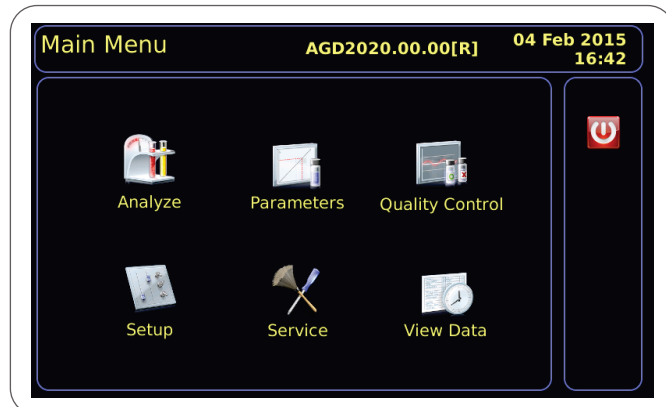 Main Menu
AGD2020.00.00[R]
04 Feb 2015
16:42
Analyze
Parameters
Quality Control
Setup
Service
View Data